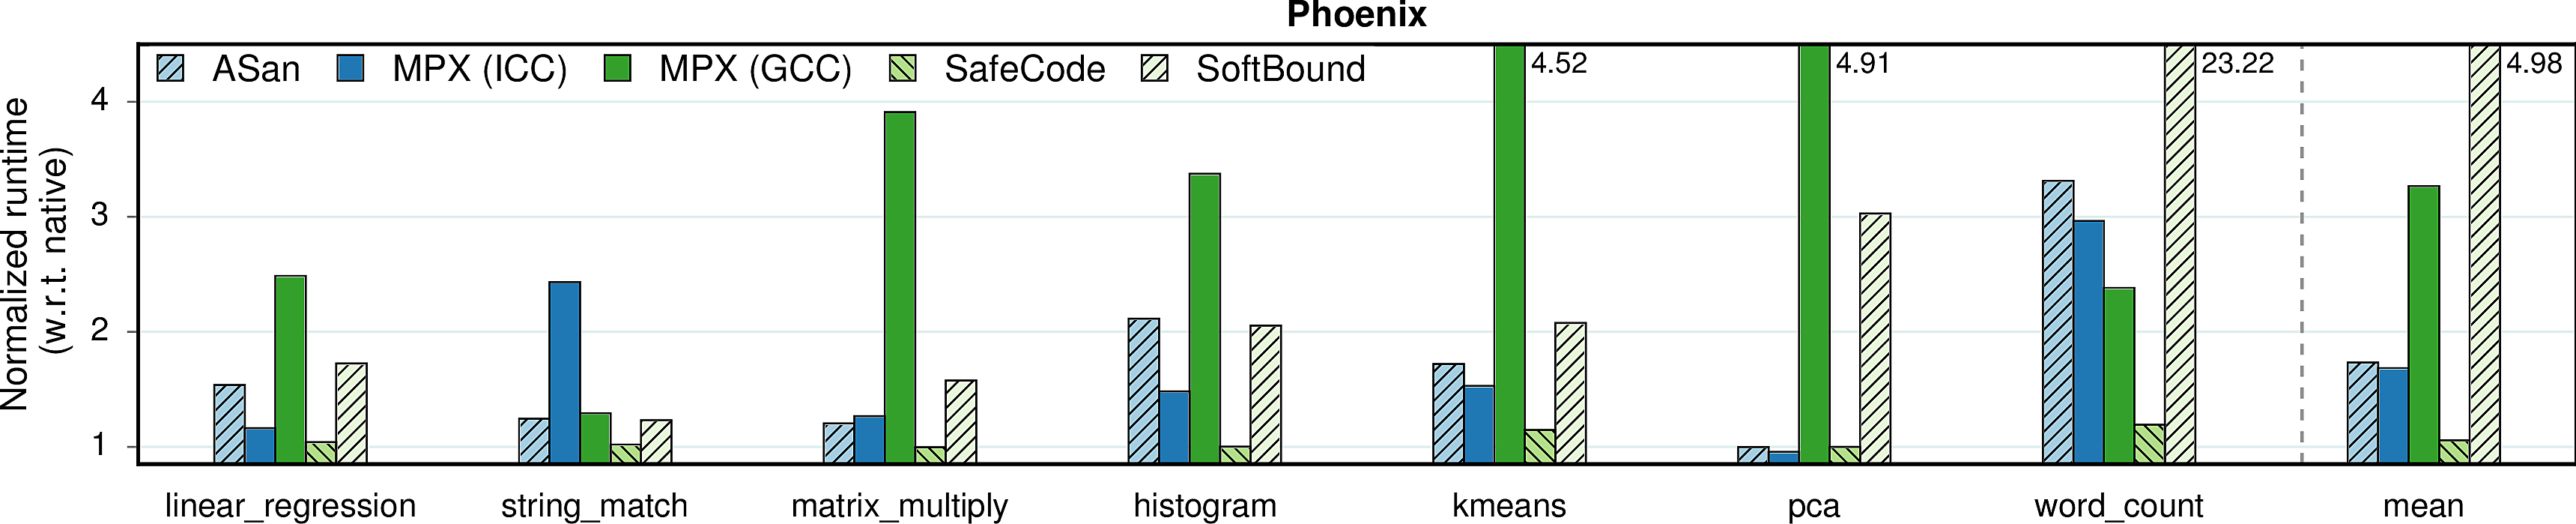 Phoenix
ASan MPX (ICC) MPX (GCC) SafeCode SoftBound
4.52 4.91 23.22 4.98
Normalized runtime
(w.r.t. native)
4
3
2
1
linear_regression string_match matrix_multiply histogram kmeans pca word_count mean